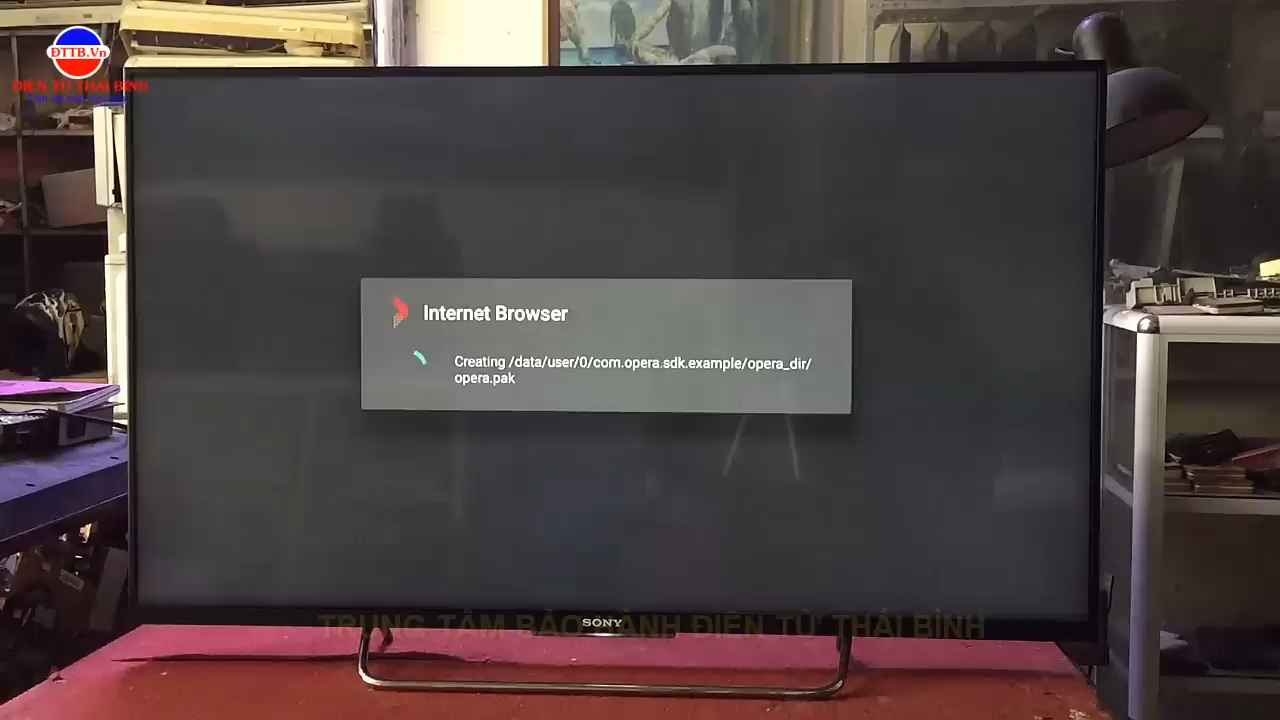 ĐTTB.Vn
ĐIỆN TỬ THÁI BÌNH
Internet Browser
Creating /data/user/0/com.opera.sdk.example/opera_dir/
opera.pak
SONY
TRUNG TÂM BẢO HÀNH ĐIỆN TỬ THÁI BÌNH